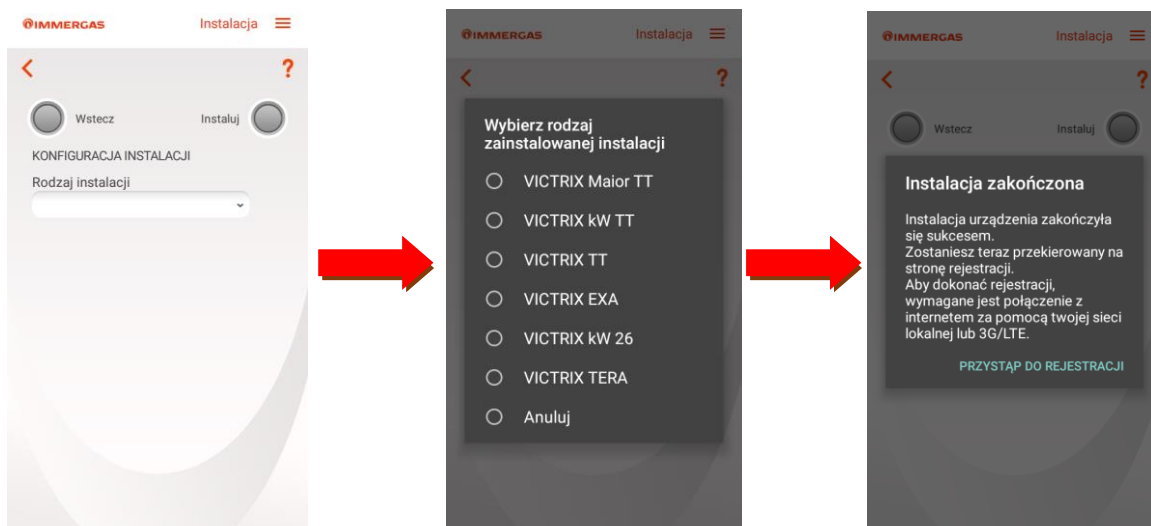 IMMERGAS Instalacja
?
Wstecz Instaluj
KONFIGURACJA INSTALACJI
Rodzaj instalacji
IMMERGAS Instalacja
?
Wybierz rodzaj
zainstalowanej instalacji
VICTRIX Maior TT
VICTRIX kW TT
VICTRIX TT
VICTRIX EXA
VICTRIX kW 26
VICTRIX TERA
Anuluj
IMMERGAS Instalacja
?
Wstecz Instaluj
Instalacja zakończona
Instalacja urządzenia zakończyła
się sukcesem.
Zostaniesz teraz przekierowany na
stronę rejestracji.
Aby dokonać rejestracji,
wymagane jest połączenie z
internetem za pomocą twojej sieci
lokalnej lub 3G/LTE.
PRZYSTĄP DO REJESTRACJI